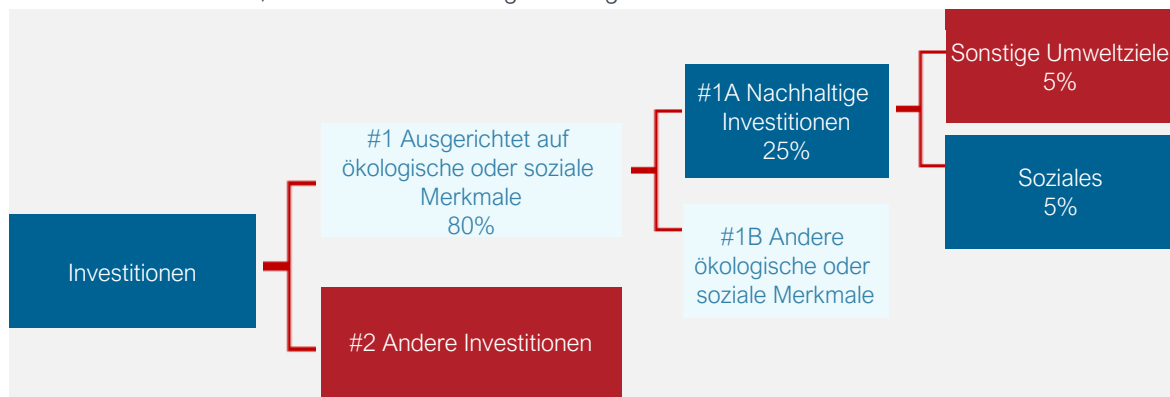 Investitionen
#1 Ausgerichtet auf
ökologische oder soziale
Merkmale
80%
#2 Andere Investitionen
#1A Nachhaltige
Investitionen
25%
#1B Andere
ökologische oder
soziale Merkmale
Sonstige Umweltziele
5%
Soziales
5%